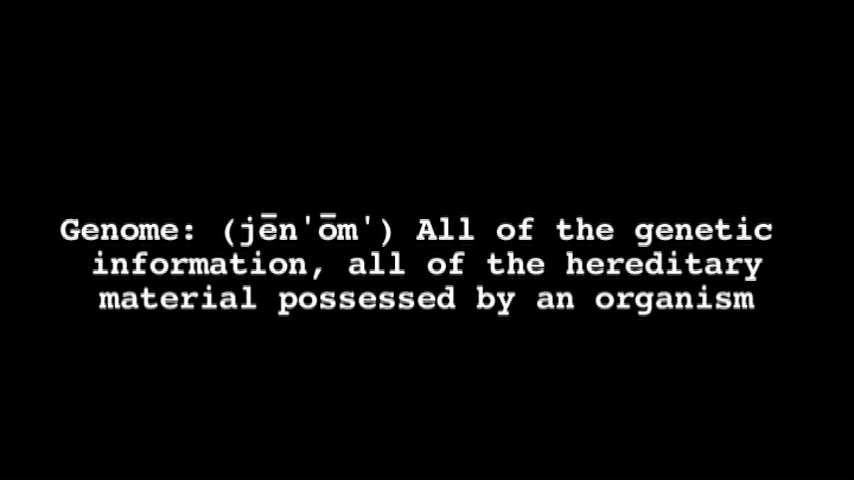 Genome: (jēn'ōm') All of the genetic
information, all of the hereditary
material possessed by an organism